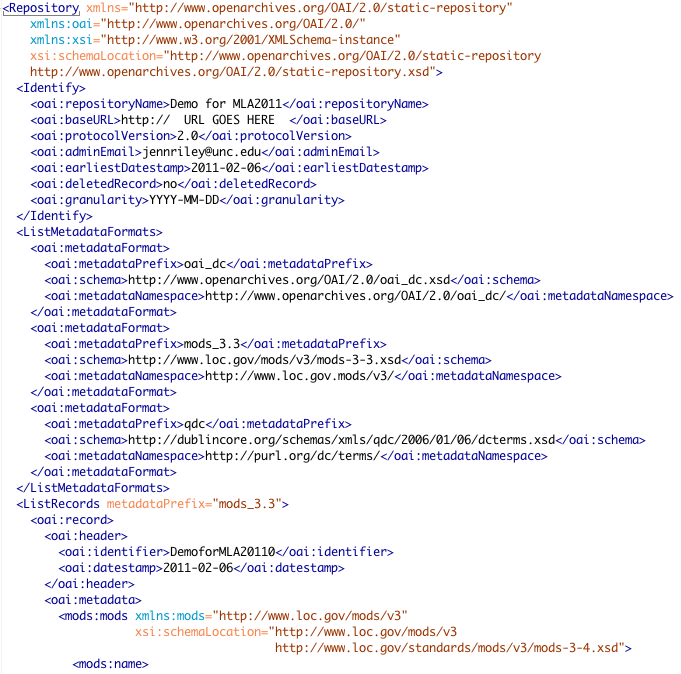 <Repository xmlns="http://www.openarchives.org/OAI/2.0/static-repository"
    xmlns:oai="http://www.openarchives.org/OAI/2.0/"
    xmlns:xsi="http://www.w3.org/2001/XMLSchema-instance"
    xsi:schemaLocation="http://www.openarchives.org/OAI/2.0/static-repository
    http://www.openarchives.org/OAI/2.0/static-repository.xsd">
  <Identify>
    <oai:repositoryName>Demo for MLA2011</oai:repositoryName>
    <oai:baseURL>http://  URL GOES HERE  </oai:baseURL>
    <oai:protocolVersion>2.0</oai:protocolVersion>
    <oai:adminEmail>jennriley@unc.edu</oai:adminEmail>
    <oai:earliestDatestamp>2011-02-06</oai:earliestDatestamp>
    <oai:deletedRecord>no</oai:deletedRecord>
    <oai:granularity>YYYY-MM-DD</oai:granularity>
  </Identify>
  <ListMetadataFormats>
    <oai:metadataFormat>
      <oai:metadataPrefix>oai_dc</oai:metadataPrefix>
      <oai:schema>http://www.openarchives.org/OAI/2.0/oai_dc.xsd</oai:schema>
      <oai:metadataNamespace>http://www.openarchives.org/OAI/2.0/oai_dc/</oai:metadataNamespace>
    </oai:metadataFormat>
    <oai:metadataFormat>
      <oai:metadataPrefix>mods_3.3</oai:metadataPrefix>
      <oai:schema>http://www.loc.gov/mods/v3/mods-3-3.xsd</oai:schema>
      <oai:metadataNamespace>http://www.loc.gov.mods/v3/</oai:metadataNamespace>
    </oai:metadataFormat>
    <oai:metadataFormat>
      <oai:metadataPrefix>qdc</oai:metadataPrefix>
      <oai:schema>http://dublincore.org/schemas/xmls/qdc/2006/01/06/dcterms.xsd</oai:schema>
      <oai:metadataNamespace>http://purl.org/dc/terms/</oai:metadataNamespace>
    </oai:metadataFormat>
  </ListMetadataFormats>
  <ListRecords metadataPrefix="mods_3.3">
    <oai:record>
      <oai:header>
        <oai:identifier>DemoforMLA20110</oai:identifier>
        <oai:datestamp>2011-02-06</oai:datestamp>
      </oai:header>
      <oai:metadata>
        <mods:mods xmlns:mods="http://www.loc.gov/mods/v3"
                   xsi:schemaLocation="http://www.loc.gov/mods/v3
                                       http://www.loc.gov/standards/mods/v3/mods-3-4.xsd">
          <mods:name>